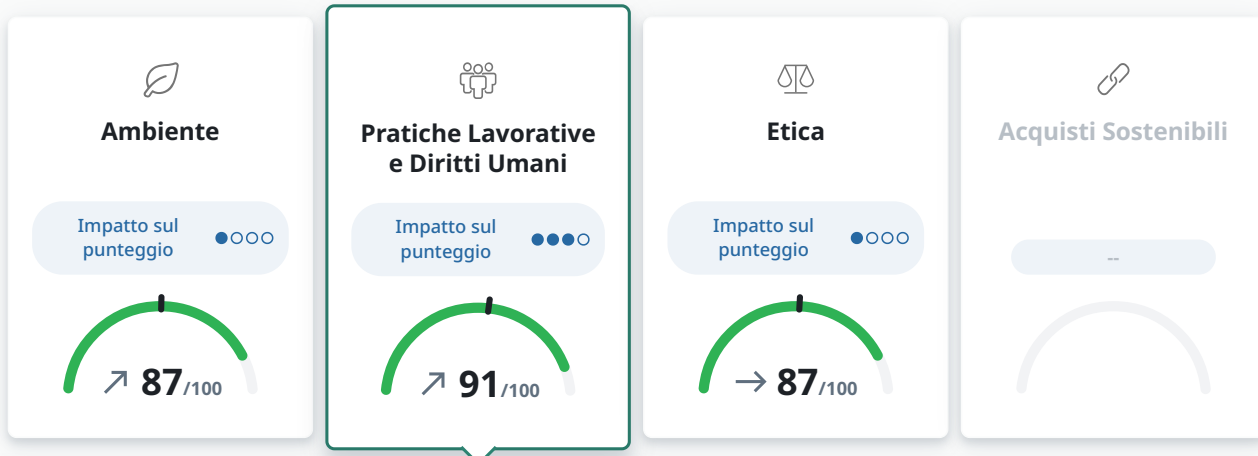 Ambiente
Impatto sul
punteggio
87/100
Pratiche Lavorative
e Diritti Umani
Impatto sul
punteggio
91/100
Etica
Impatto sul
punteggio
87/100
Acquisti Sostenibili
--